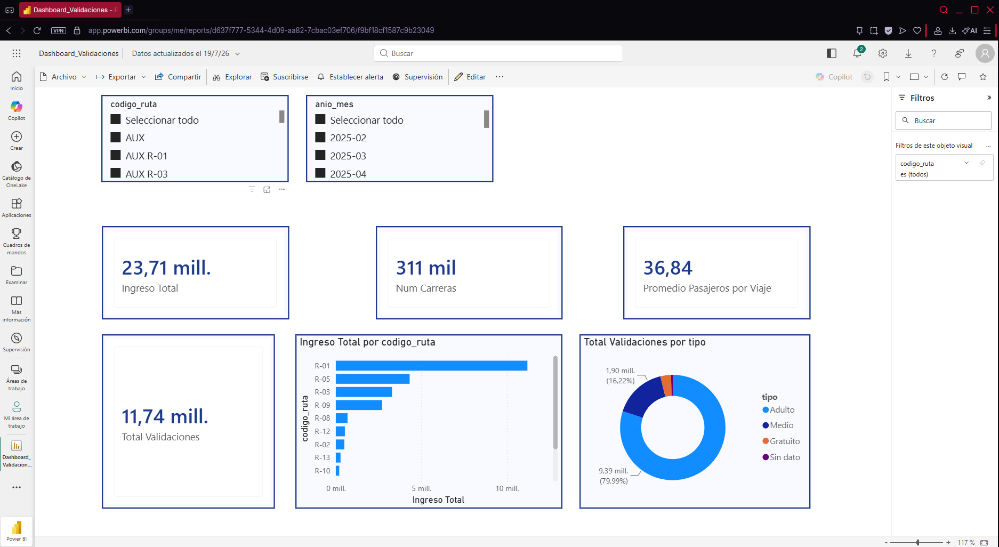 Dashboard_Validaciones - P
VPN
app.powerbi.com/groups/me/reports/d637f777-5344-4d09-aa82-7cbac03ef706/f9bf18cf1587c9b23049
AI
Dashboard_Validaciones
Datos actualizados el 19/7/26
Buscar
2
Archivo
Exportar
Compartir
Explorar
Suscribirse
Establecer alerta
Supervisión
Editar
Copilot
Inicio
Copilot
Crear
Catálogo de
OneLake
Aplicaciones
Cuadros de
mandos
Examinar
Más
información
Supervisión
Áreas de
trabajo
Mi área de
trabajo
Dashboard_
Validacion...
Power BI
codigo_ruta
Seleccionar todo
AUX
AUX R-01
AUX R-03
anio_mes
Seleccionar todo
2025-02
2025-03
2025-04
23,71 mill.
Ingreso Total
311 mil
Num Carreras
36,84
Promedio Pasajeros por Viaje
11,74 mill.
Total Validaciones
Ingreso Total por codigo_ruta
codigo_ruta
R-01
R-05
R-03
R-09
R-08
R-12
R-02
R-13
R-10
0 mill.
5 mill.
10 mill.
Ingreso Total
Total Validaciones por tipo
1,90 mill.
(16,22%)
9,39 mill.
(79,99%)
tipo
Adulto
Medio
Gratuito
Sin dato
Filtros
Buscar
Filtros de este objeto visual
codigo_ruta
es (todos)
- + 117 %